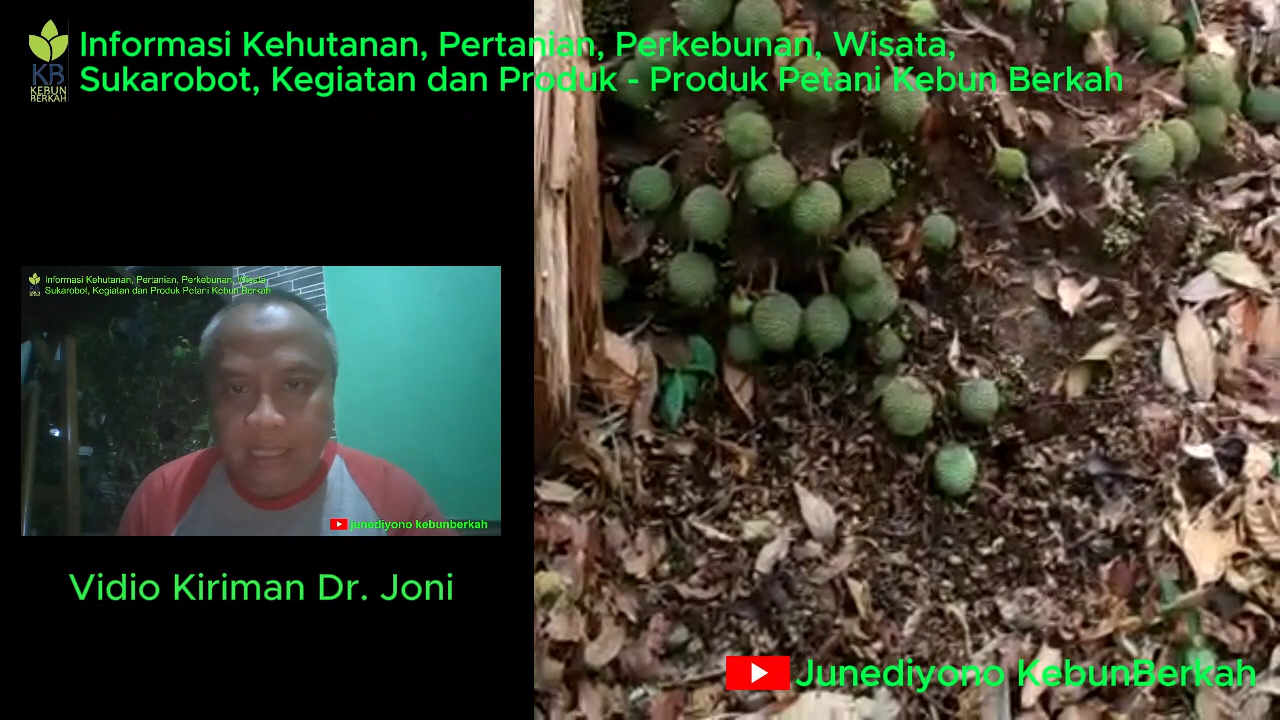 Informasi Kehutanan, Pertanian, Perkebunan, Wisata,
Sukarobot, Kegiatan dan Produk - Produk Petani Kebun Berkah
KB
KEBUN
BERKAH
Informasi Kehutanan, Pertanian, Perkebunan, Wisata,
Sukarobot, Kegiatan dan Produk Petani Kebun Berkah
junediyono kebunberkah
Vidio Kiriman Dr. Joni
Junediyono KebunBerkah